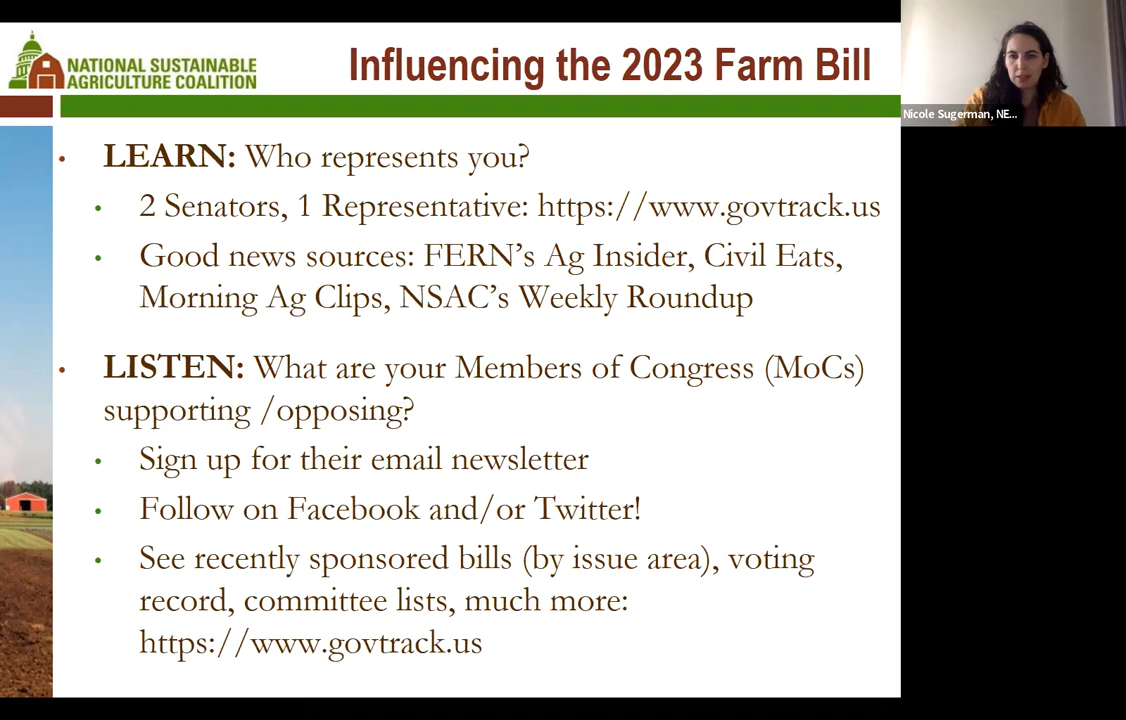 NATIONAL SUSTAINABLE
AGRICULTURE COALITION
Influencing the 2023 Farm Bill
Nicole Sugerman, NE...
• LEARN: Who represents you?
• 2 Senators, 1 Representative: https://www.govtrack.us
• Good news sources: FERN’s Ag Insider, Civil Eats,
Morning Ag Clips, NSAC’s Weekly Roundup
• LISTEN: What are your Members of Congress (MoCs)
supporting /opposing?
• Sign up for their email newsletter
• Follow on Facebook and/or Twitter!
• See recently sponsored bills (by issue area), voting
record, committee lists, much more:
https://www.govtrack.us